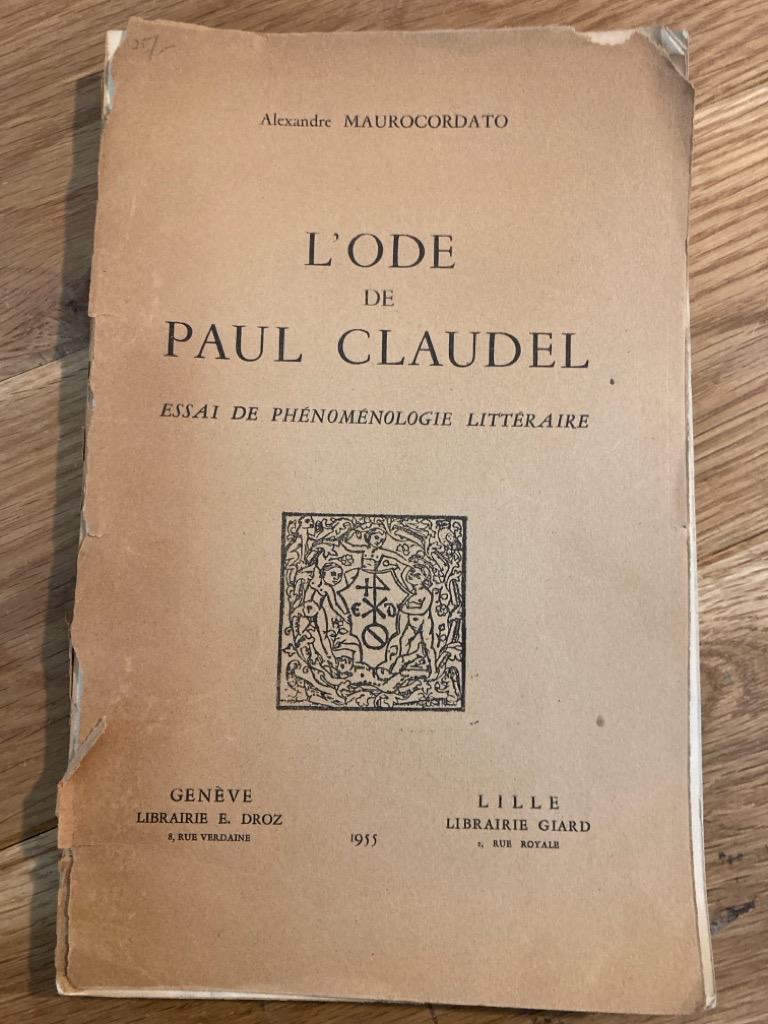 25/-
Alexandre MAUROCORDATO
L'ODE
DE
PAUL CLAUDEL
ESSAI DE PHÉNOMÉNOLOGIE LITTÉRAIRE
E D
GENÈVE
LIBRAIRIE E. DROZ
8, RUE VERDAINE
1955
LILLE
LIBRAIRIE GIARD
2, RUE ROYALE